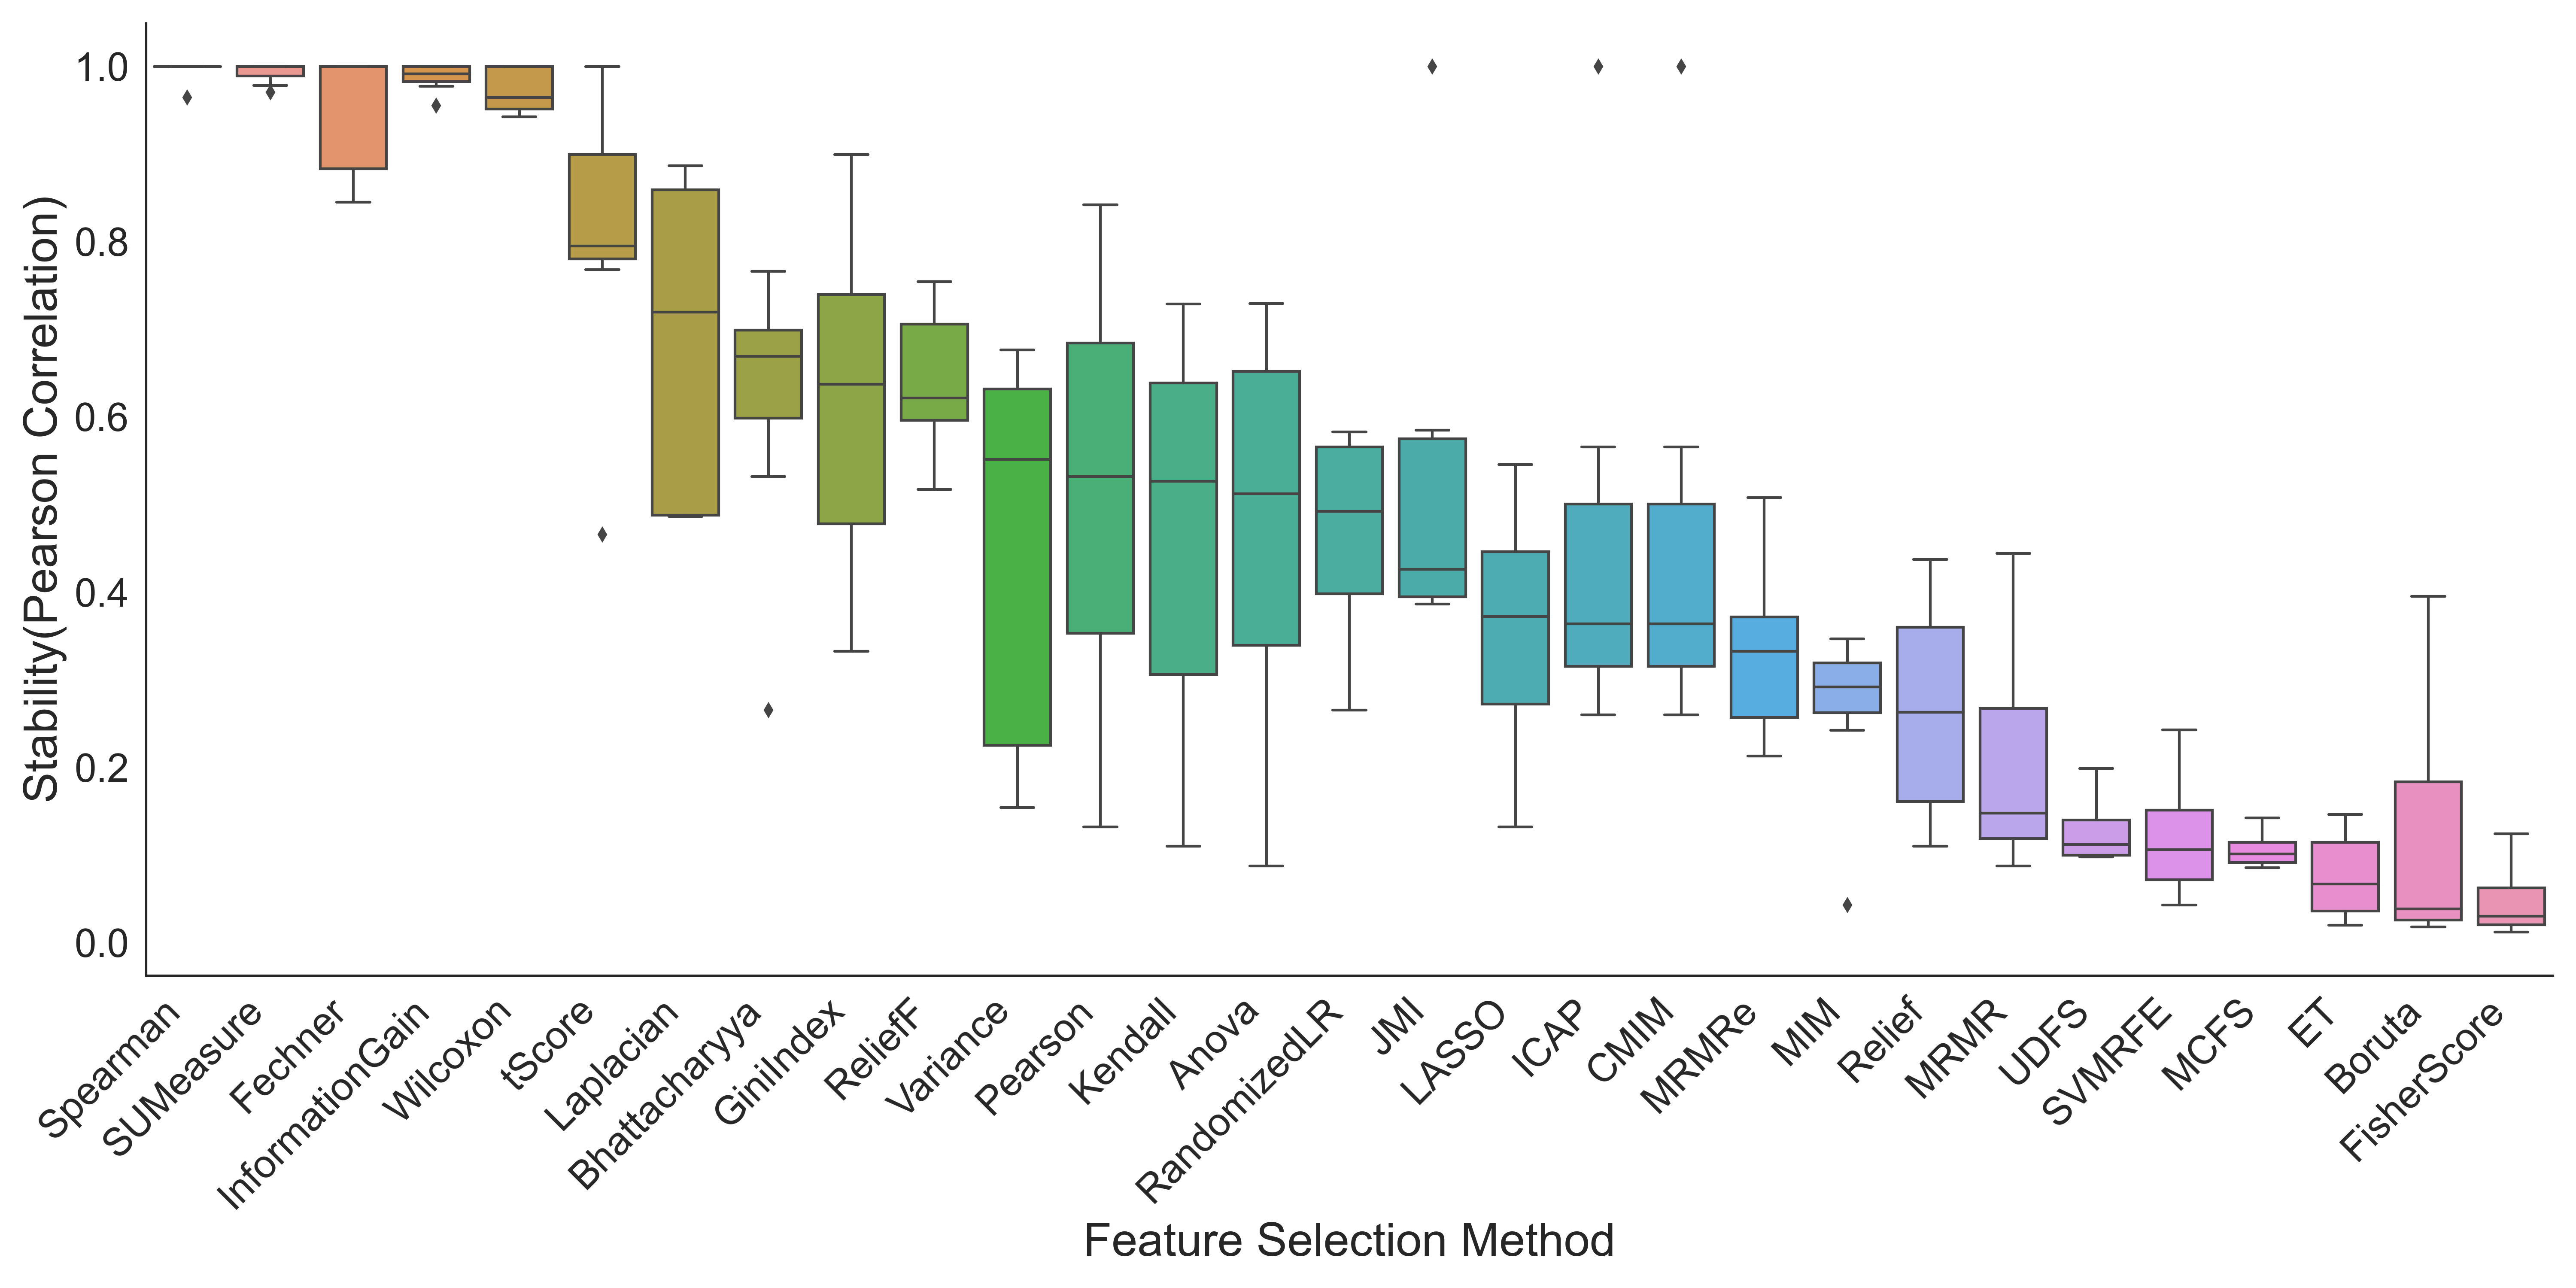 Stability(Pearson Correlation)
1.0
0.8
0.6
0.4
0.2
0.0
Spearman
SUMeasure
Fechner
InformationGain
Wilcoxon
tScore
Laplacian
Bhattacharyya
GiniIndex
ReliefF
Variance
Pearson
Kendall
Anova
RandomizedLR
JMI
LASSO
ICAP
CMIM
MRMRe
MIM
Relief
MRMR
UDFS
SVMRFE
MCFS
ET
Boruta
FisherScore
Feature Selection Method